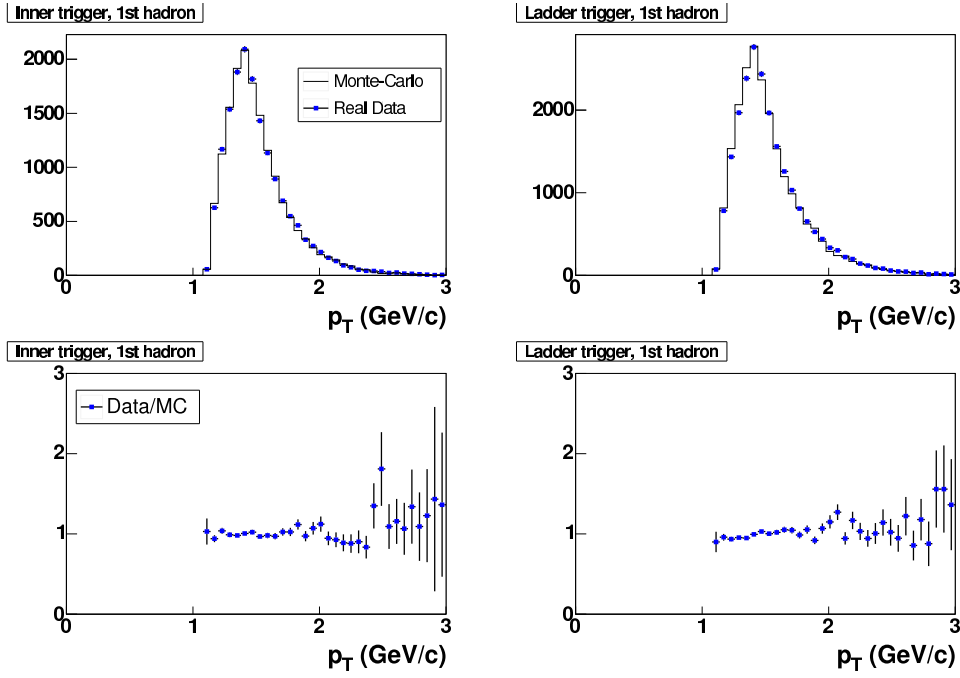 Inner trigger, 1st hadron
2000
1500
1000
500
0
0 1 2 3
p_T (GeV/c)
Monte-Carlo
Real Data
Ladder trigger, 1st hadron
2000
1000
0
0 1 2 3
p_T (GeV/c)
Inner trigger, 1st hadron
3
2
1
0
0 1 2 3
p_T (GeV/c)
Data/MC
Ladder trigger, 1st hadron
3
2
1
0
0 1 2 3
p_T (GeV/c)